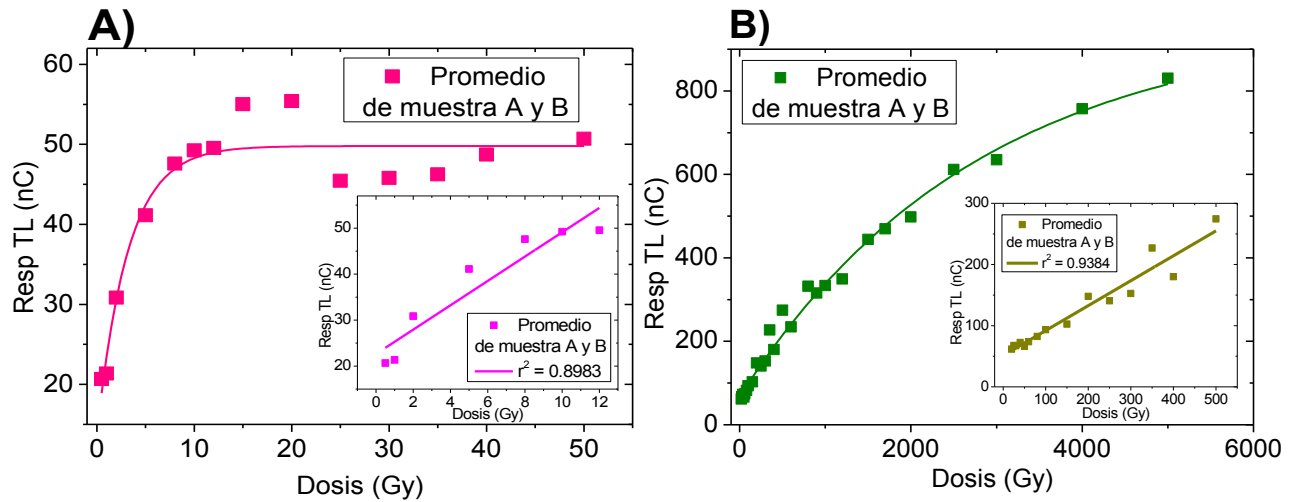 A)
60
50
40
30
20
Resp TL (nC)
Promedio
de muestra A y B
0 10 20 30 40 50
Dosis (Gy)
50
40
30
20
Resp TL (nC)
Promedio
de muestra A y B
r² = 0.8983
0 2 4 6 8 10 12
Dosis (Gy)
B)
800
600
400
200
0
Resp TL (nC)
Promedio
de muestra A y B
0 2000 4000 6000
Dosis (Gy)
300
200
100
0
Resp TL (nC)
Promedio
de muestra A y B
r² = 0.9384
0 100 200 300 400 500
Dosis (Gy)